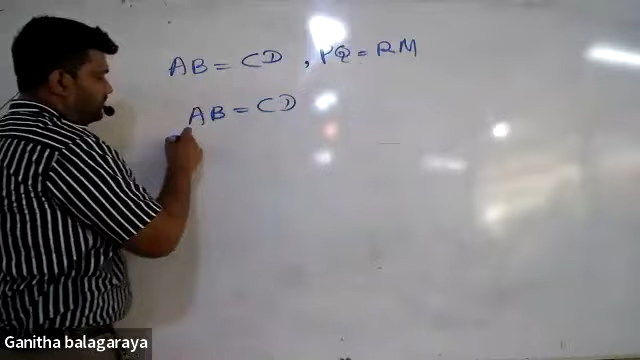 AB = CD , PQ = RM
AB = CD
Ganitha balagaraya